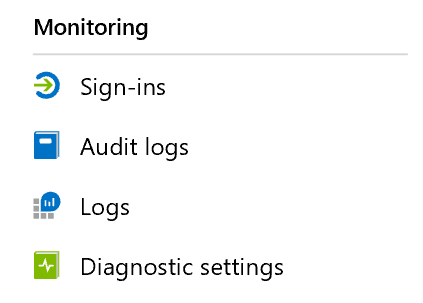 Monitoring
Sign-ins
Audit logs
Logs
Diagnostic settings